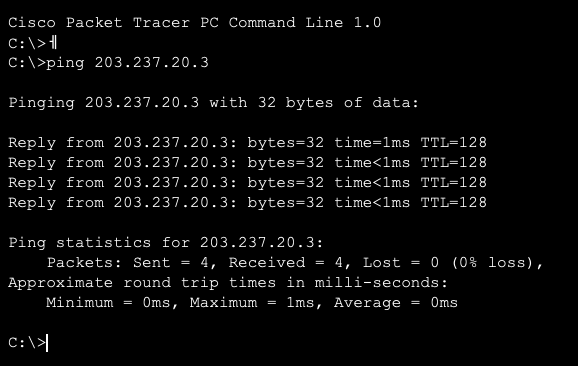 Cisco Packet Tracer PC Command Line 1.0
C:\>
C:\>ping 203.237.20.3
Pinging 203.237.20.3 with 32 bytes of data:
Reply from 203.237.20.3: bytes=32 time=1ms TTL=128
Reply from 203.237.20.3: bytes=32 time<1ms TTL=128
Reply from 203.237.20.3: bytes=32 time<1ms TTL=128
Reply from 203.237.20.3: bytes=32 time<1ms TTL=128
Ping statistics for 203.237.20.3:
Packets: Sent = 4, Received = 4, Lost = 0 (0% loss),
Approximate round trip times in milli-seconds:
Minimum = 0ms, Maximum = 1ms, Average = 0ms
C:\>